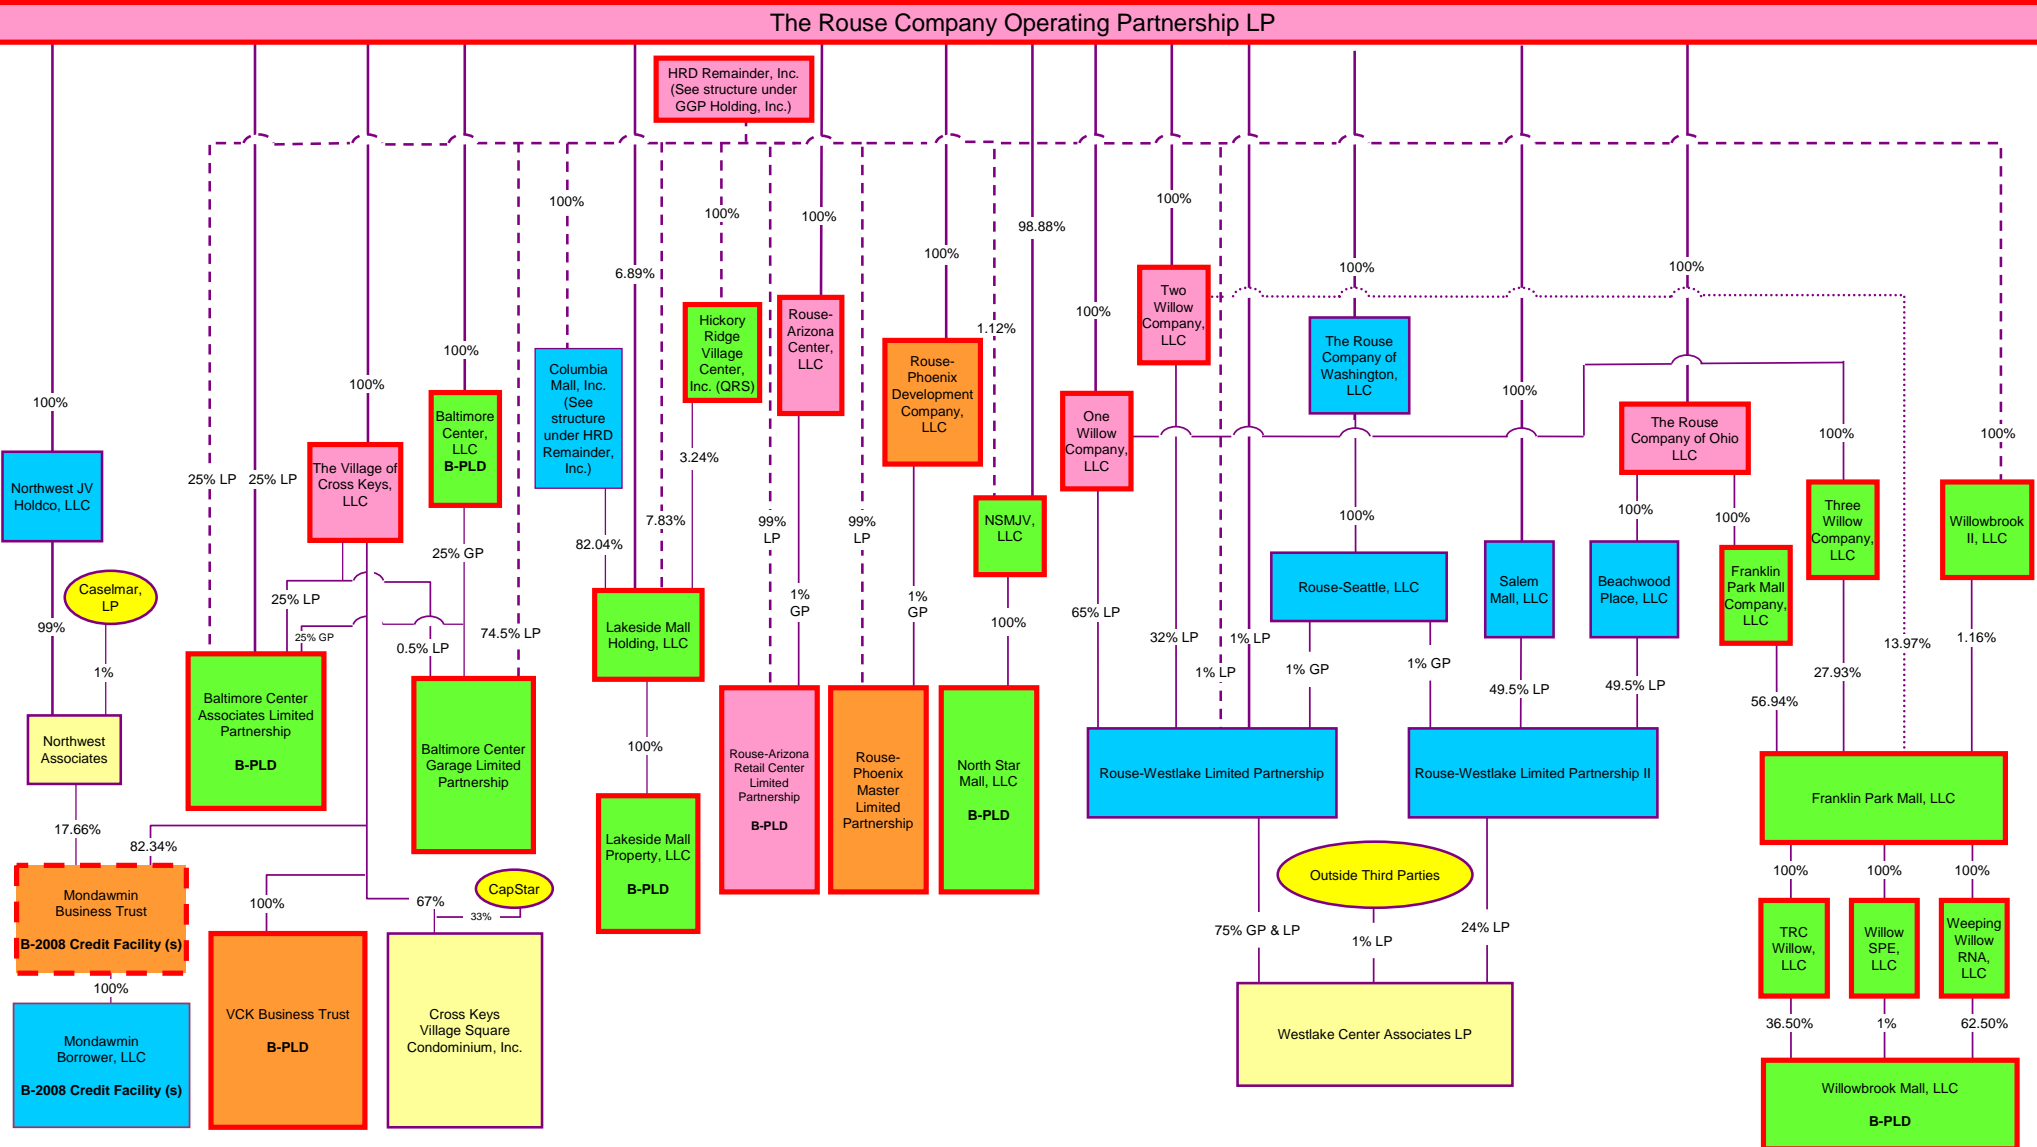 The Rouse Company Operating Partnership LP
HRD Remainder, Inc.
(See structure under
GGP Holding, Inc.)
100%
100%
100%
100%
100%
100%
98.88%
6.89%
100%
100%
100%
100%
1.12%
100%
100%
100%
100%
100%
100%
100%
Two
Willow
Company,
LLC
Hickory
Ridge
Village
Center,
Inc. (QRS)
Rouse-
Arizona
Center,
LLC
The Rouse
Company of
Washington,
LLC
Columbia
Mall, Inc.
(See
structure
under HRD
Remainder,
Inc.)
Rouse-
Phoenix
Development
Company,
LLC
Baltimore
Center,
LLC
B-PLD
One
Willow
Company,
LLC
The Rouse
Company of Ohio
LLC
The Village of
Cross Keys,
LLC
Northwest JV
Holdco, LLC
25% LP
25% LP
3.24%
7.83%
82.04%
25% GP
99%
LP
99%
LP
NSMJV,
LLC
100%
100%
100%
Three
Willow
Company,
LLC
Willowbrook
II, LLC
Caselmar,
LP
99%
1%
25% LP
25% GP
0.5% LP
74.5% LP
Lakeside Mall
Holding, LLC
1%
GP
1%
GP
100%
65% LP
32% LP
1% LP
1% LP
Rouse-Seattle, LLC
Salem
Mall, LLC
Beachwood
Place, LLC
Franklin
Park Mall
Company,
LLC
1% GP
1% GP
49.5% LP
49.5% LP
56.94%
27.93%
13.97%
1.16%
Northwest
Associates
Baltimore Center
Associates Limited
Partnership
B-PLD
Baltimore Center
Garage Limited
Partnership
100%
Rouse-Arizona
Retail Center
Limited
Partnership
B-PLD
Rouse-
Phoenix
Master
Limited
Partnership
North Star
Mall, LLC
B-PLD
Rouse-Westlake Limited Partnership
Rouse-Westlake Limited Partnership II
Franklin Park Mall, LLC
17.66%
82.34%
Lakeside Mall
Property, LLC
B-PLD
Mondawmin
Business Trust
B-2008 Credit Facility (s)
100%
67%
33%
CapStar
Outside Third Parties
75% GP & LP
1% LP
24% LP
100%
100%
100%
TRC
Willow,
LLC
Willow
SPE,
LLC
Weeping
Willow
RNA,
LLC
100%
Mondawmin
Borrower, LLC
B-2008 Credit Facility (s)
VCK Business Trust
B-PLD
Cross Keys
Village Square
Condominium, Inc.
Westlake Center Associates LP
36.50%
1%
62.50%
Willowbrook Mall, LLC
B-PLD